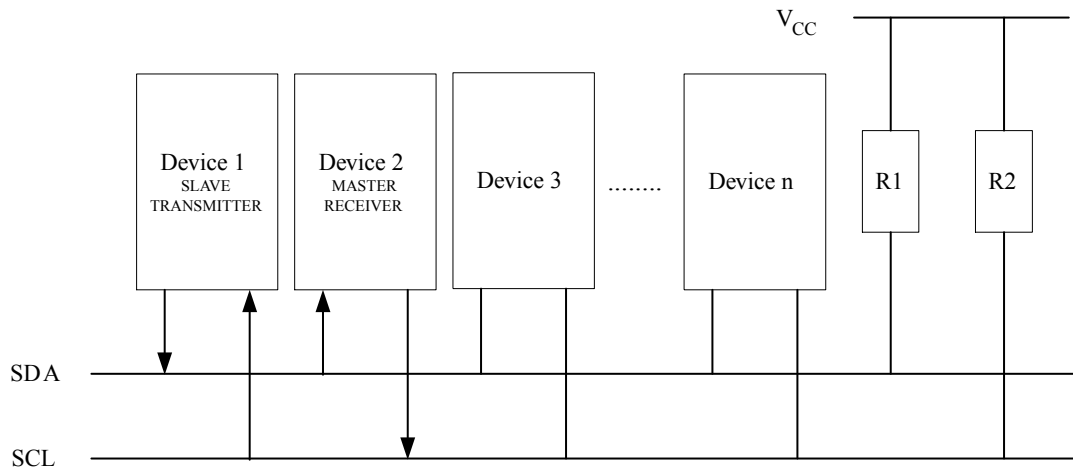 VCC
Device 1
SLAVE
TRANSMITTER
Device 2
MASTER
RECEIVER
Device 3
........
Device n
R1
R2
SDA
SCL